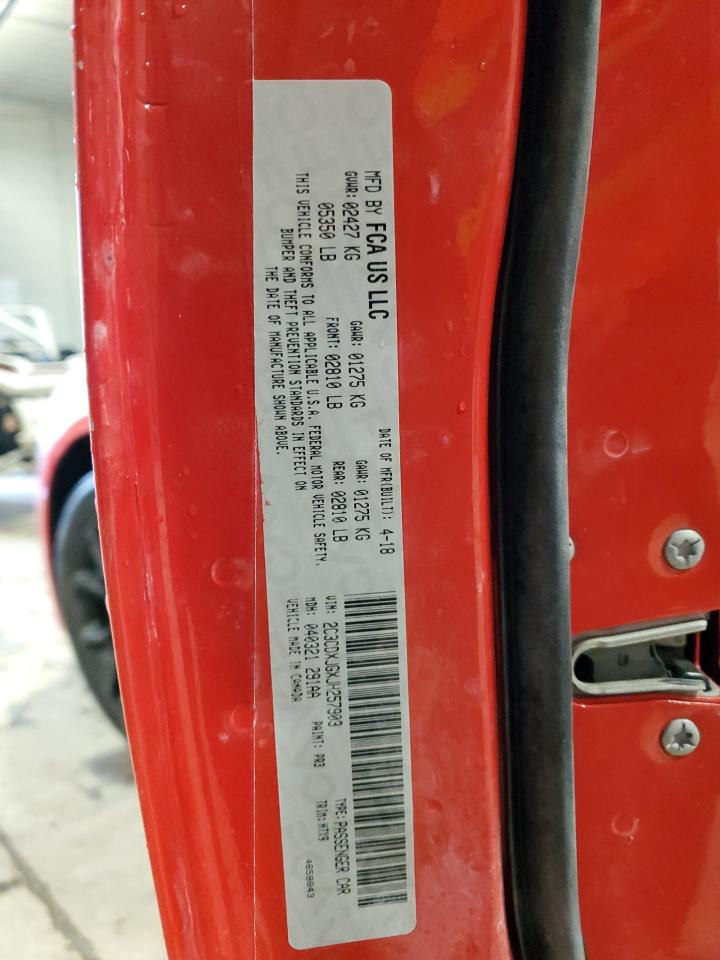 MFD BY FCA US LLC
DATE OF MFR(BUILT): 4-18
GVWR: 02427 KG
GAWR: 01275 KG
GAWR: 01275 KG
05350 LB
FRONT: 02810 LB
REAR: 02810 LB
THIS VEHICLE CONFORMS TO ALL APPLICABLE U.S.A. FEDERAL MOTOR VEHICLE SAFETY,
BUMPER AND THEFT PREVENTION STANDARDS IN EFFECT ON
THE DATE OF MANUFACTURE SHOWN ABOVE.
VIN: 2C3CDXJGXJH257903
TYPE: PASSENGER CAR
MDH: 040321 291AA
PAINT: PR3
TRIM: HTX9
VEHICLE MADE IN CANADA
4658843